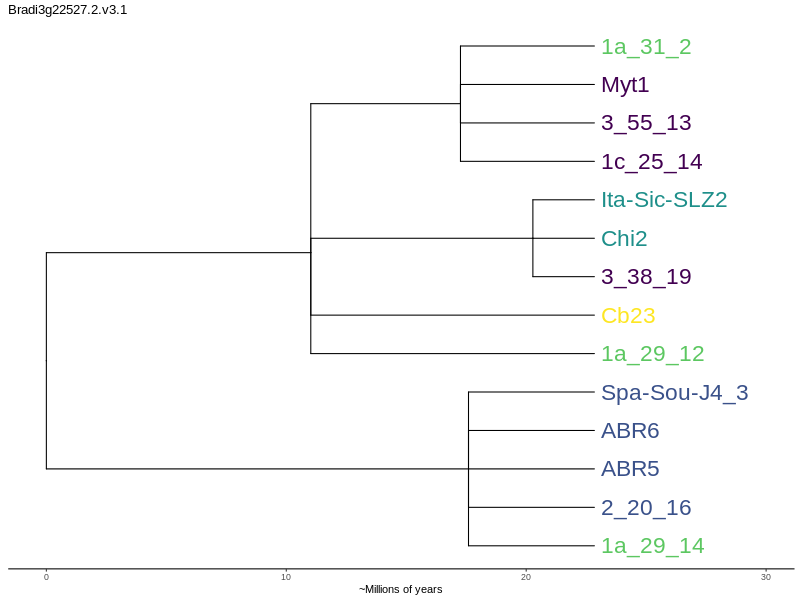 Bradi3g22527.2.v3.1
1a_31_2
Myt1
3_55_13
1c_25_14
Ita-Sic-SLZ2
Chi2
3_38_19
Cb23
1a_29_12
Spa-Sou-J4_3
ABR6
ABR5
2_20_16
1a_29_14
0 10 20 30
~Millions of years